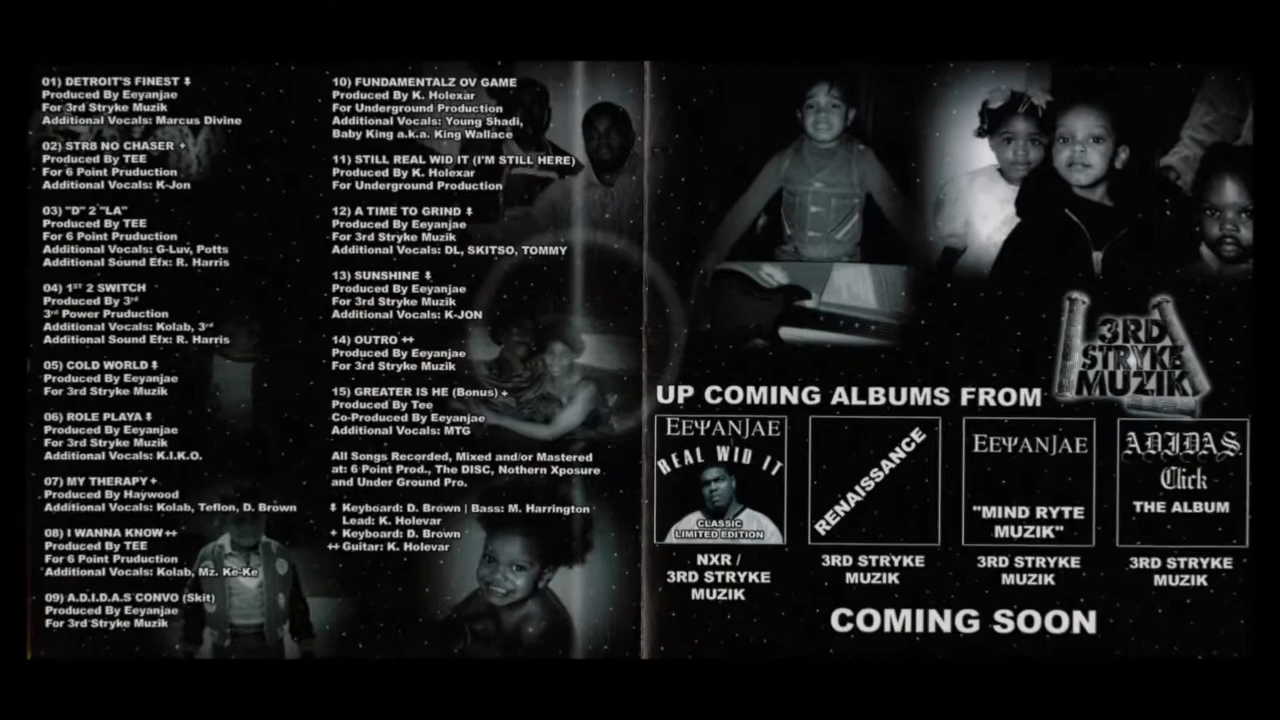 01) DETROIT'S FINEST ‡
Produced By Eeyanjae
For 3rd Stryke Muzik
Additional Vocals: Marcus Divine
02) STR8 NO CHASER +
Produced By TEE
For 6 Point Pruduction
Additional Vocals: K-Jon
03) "D" 2 "LA"
Produced By TEE
For 6 Point Pruduction
Additional Vocals: G-Luv, Potts
Additional Sound Efx: R. Harris
04) 1ST 2 SWITCH
Produced By 3rd
3rd Power Pruduction
Additional Vocals: Kolab, 3rd
Additional Sound Efx: R. Harris
05) COLD WORLD ‡
Produced By Eeyanjae
For 3rd Stryke Muzik
06) ROLE PLAYA ‡
Produced By Eeyanjae
For 3rd Stryke Muzik
Additional Vocals: K.I.K.O.
07) MY THERAPY +
Produced By Haywood
Additional Vocals: Kolab, Teflon, D. Brown
08) I WANNA KNOW ++
Produced By TEE
For 6 Point Pruduction
Additional Vocals: Kolab, Mz. Ke-Ke
09) A.D.I.D.A.S CONVO (Skit)
Produced By Eeyanjae
For 3rd Stryke Muzik
10) FUNDAMENTALZ OV GAME
Produced By K. Holexar
For Underground Production
Additional Vocals: Young Shadi,
Baby King a.k.a. King Wallace
11) STILL REAL WID IT (I'M STILL HERE)
Produced By K. Holexar
For Underground Production
12) A TIME TO GRIND ‡
Produced By Eeyanjae
For 3rd Stryke Muzik
Additional Vocals: DL, SKITSO, TOMMY
13) SUNSHINE ‡
Produced By Eeyanjae
For 3rd Stryke Muzik
Additional Vocals: K-JON
14) OUTRO ++
Produced By Eeyanjae
For 3rd Stryke Muzik
15) GREATER IS HE (Bonus) +
Produced By Tee
Co-Produced By Eeyanjae
Additional Vocals: MTG
All Songs Recorded, Mixed and/or Mastered
at: 6 Point Prod., The DISC, Nothern Xposure
and Under Ground Pro.
‡ Keyboard: D. Brown | Bass: M. Harrington
Lead: K. Holevar
+ Keyboard: D. Brown
++ Guitar: K. Holevar
3RD
STRYKE
MUZIK
UP COMING ALBUMS FROM
EEΨANJAE
REAL WID IT
CLASSIC
LIMITED EDITION
NXR /
3RD STRYKE
MUZIK
RENAISSANCE
3RD STRYKE
MUZIK
EEΨANJAE
"MIND RYTE
MUZIK"
3RD STRYKE
MUZIK
ADIDAS
Click
THE ALBUM
3RD STRYKE
MUZIK
COMING SOON